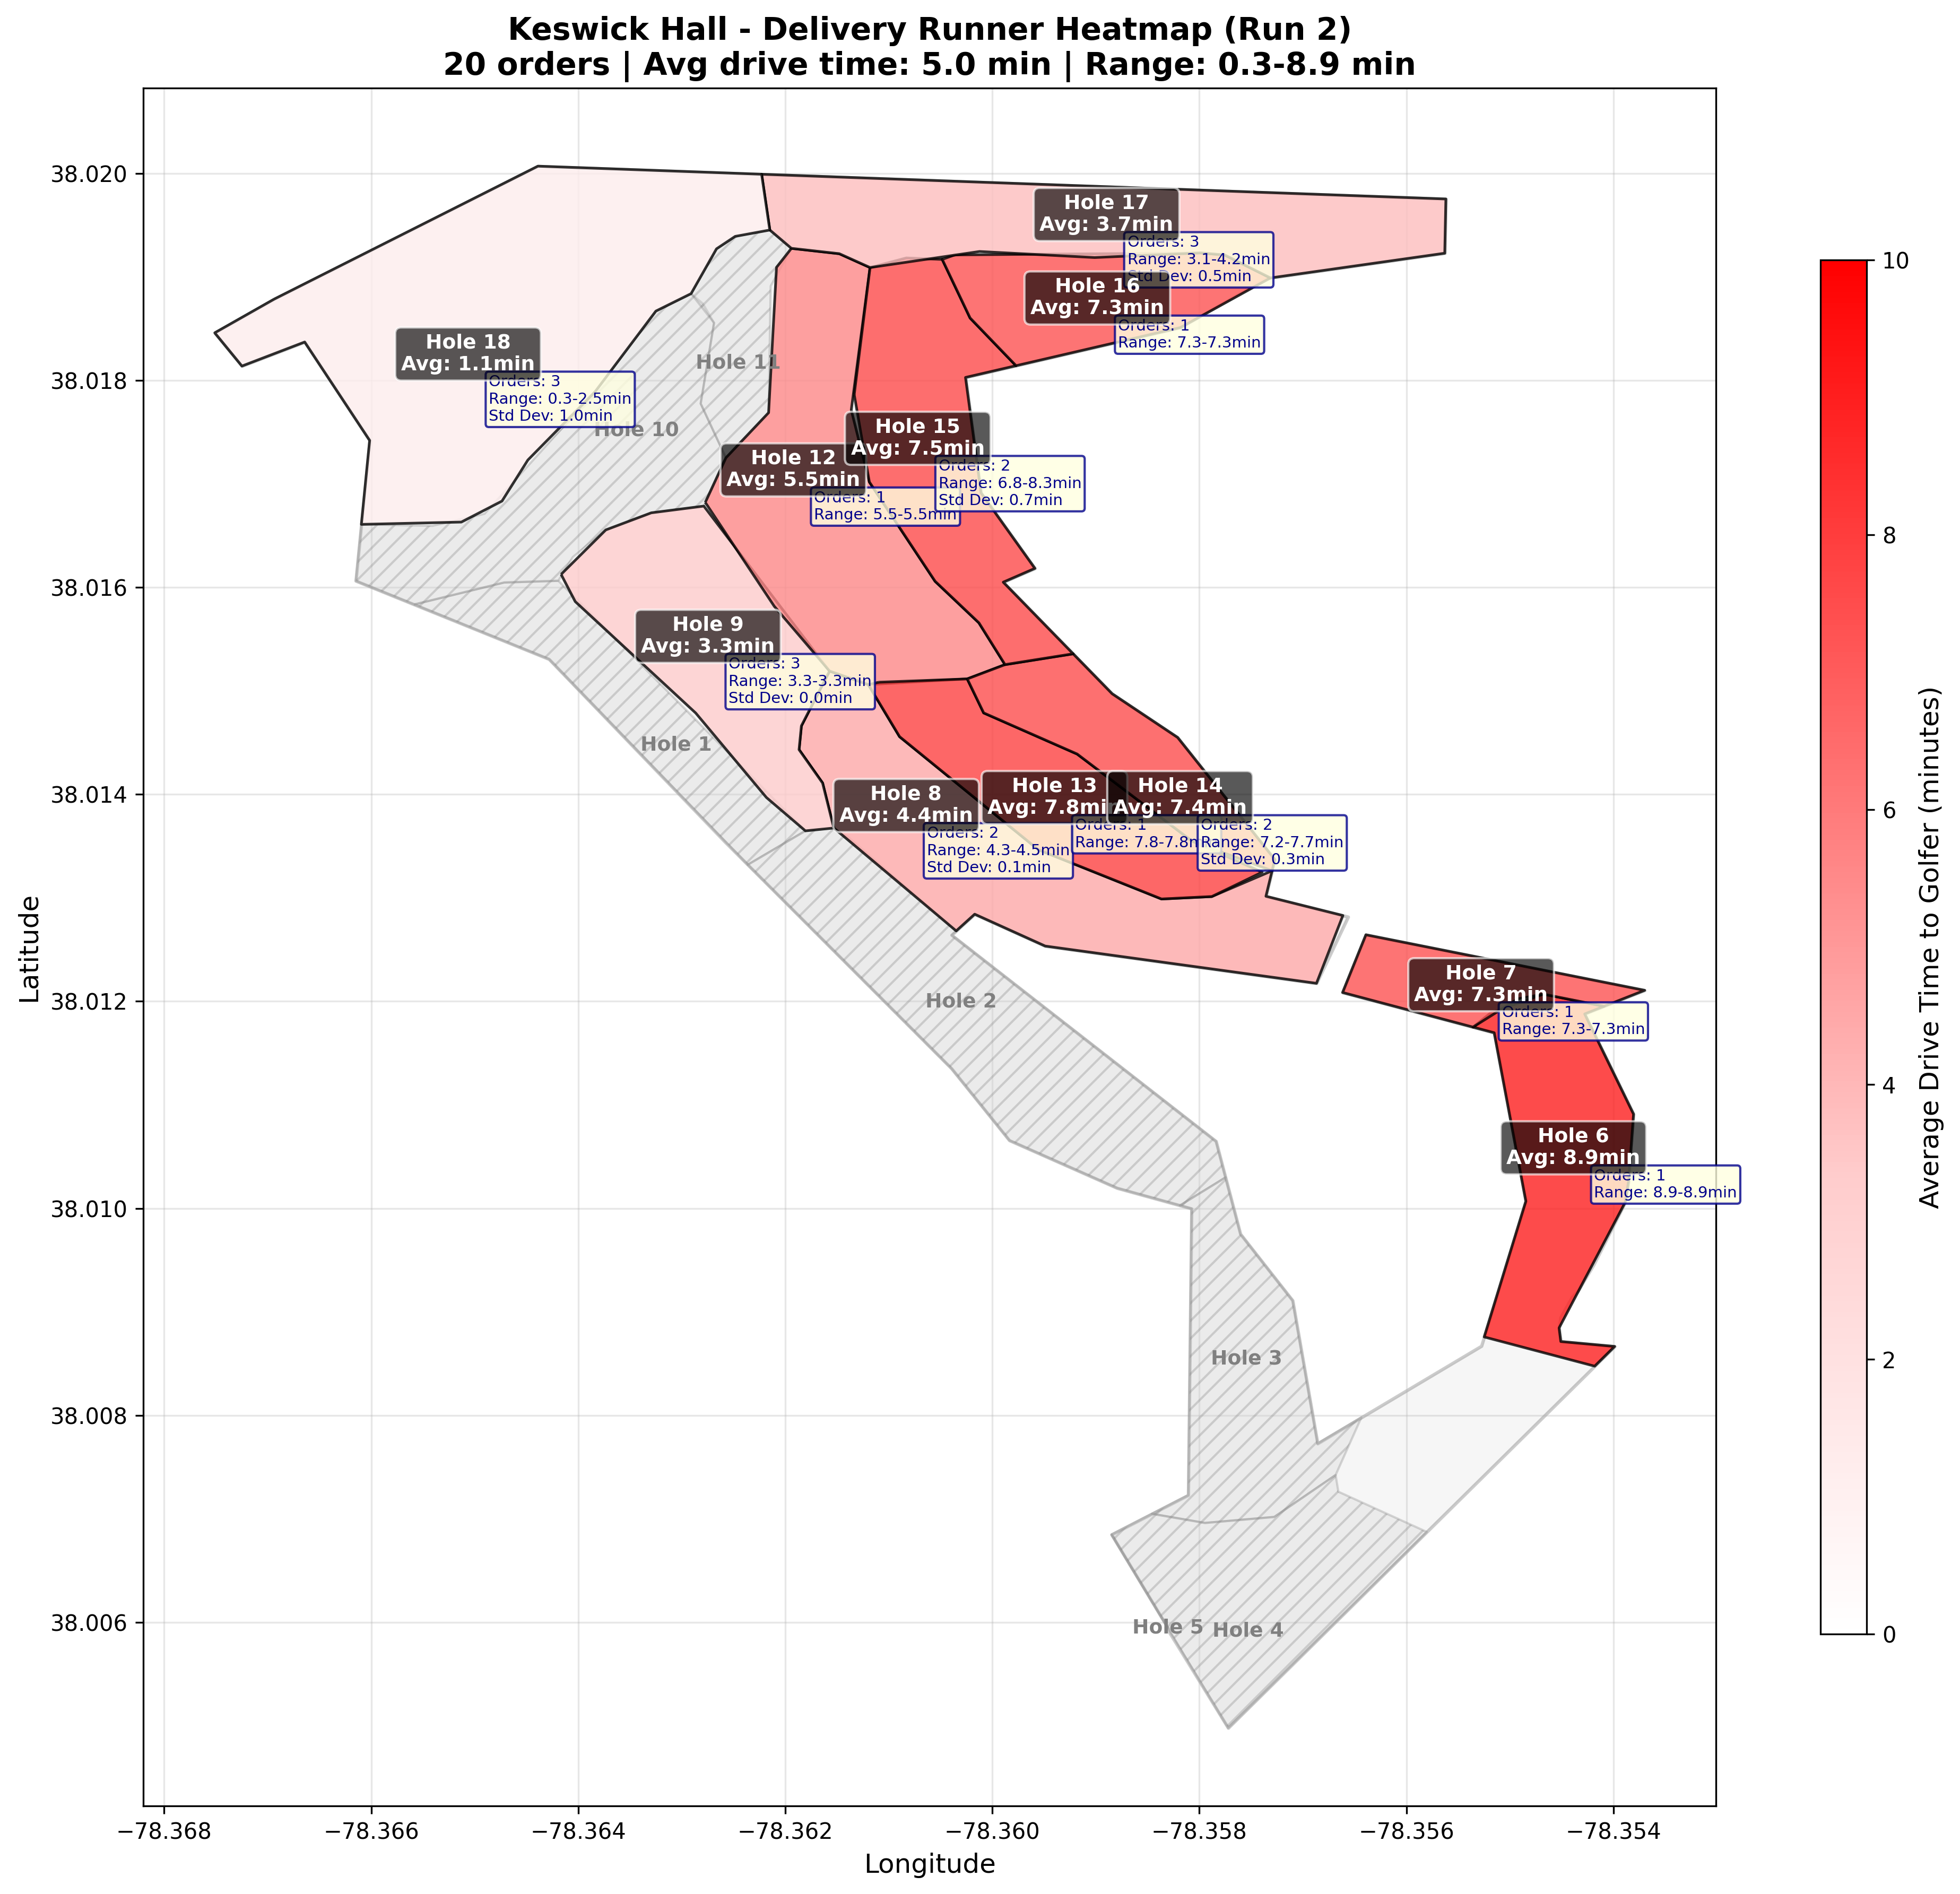 Keswick Hall - Delivery Runner Heatmap (Run 2)
20 orders | Avg drive time: 5.0 min | Range: 0.3-8.9 min
38.020
38.018
38.016
38.014
38.012
38.010
38.008
38.006
Latitude
Hole 17
Avg: 3.7min
Orders: 3
Range: 3.1-4.2min
Std Dev: 0.5min
Hole 16
Avg: 7.3min
Orders: 1
Range: 7.3-7.3min
Hole 18
Avg: 1.1min
Orders: 3
Range: 0.3-2.5min
Std Dev: 1.0min
Hole 11
Hole 10
Hole 15
Avg: 7.5min
Orders: 2
Range: 6.8-8.3min
Std Dev: 0.7min
Hole 12
Avg: 5.5min
Orders: 1
Range: 5.5-5.5min
Hole 9
Avg: 3.3min
Orders: 3
Range: 3.3-3.3min
Std Dev: 0.0min
Hole 1
Hole 8
Avg: 4.4min
Orders: 2
Range: 4.3-4.5min
Std Dev: 0.1min
Hole 13
Avg: 7.8min
Orders: 1
Range: 7.8-7.8m
Hole 14
Avg: 7.4min
Orders: 2
Range: 7.2-7.7min
Std Dev: 0.3min
Hole 2
Hole 7
Avg: 7.3min
Orders: 1
Range: 7.3-7.3min
Hole 6
Avg: 8.9min
Orders: 1
Range: 8.9-8.9min
Hole 3
Hole 5
Hole 4
−78.368
−78.366
−78.364
−78.362
−78.360
−78.358
−78.356
−78.354
Longitude
10
8
6
4
2
0
Average Drive Time to Golfer (minutes)